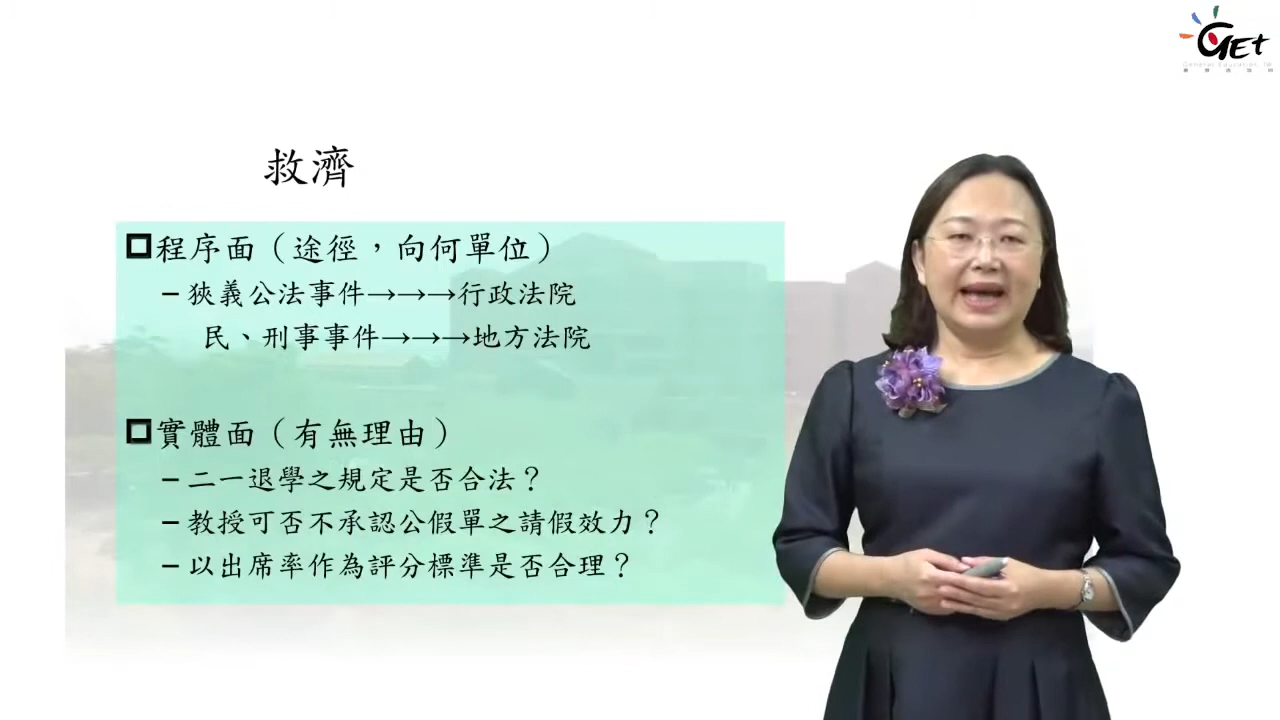 GEt
General Education TW
救濟
程序面（途徑，向何單位）
–狹義公法事件→→→行政法院
民、刑事事件→→→地方法院
實體面（有無理由）
–二一退學之規定是否合法？
–教授可否不承認公假單之請假效力？
–以出席率作為評分標準是否合理？